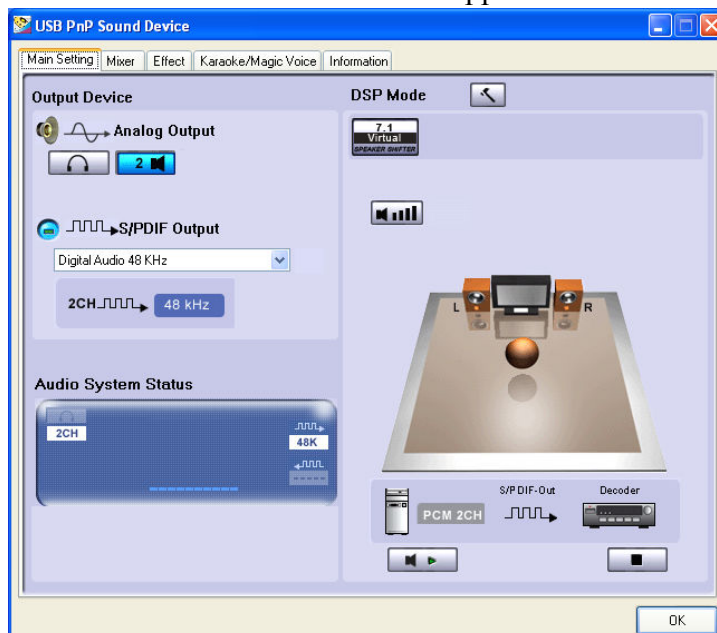 USB PnP Sound Device
Main Setting Mixer Effect Karaoke/Magic Voice Information
Output Device
Analog Output
2
S/PDIF Output
Digital Audio 48 KHz
2CH 48 kHz
Audio System Status
2CH
48K
-----
DSP Mode
7.1
Virtual
SPEAKER SHIFTER
L R
S/PDIF-Out Decoder
PCM 2CH
OK